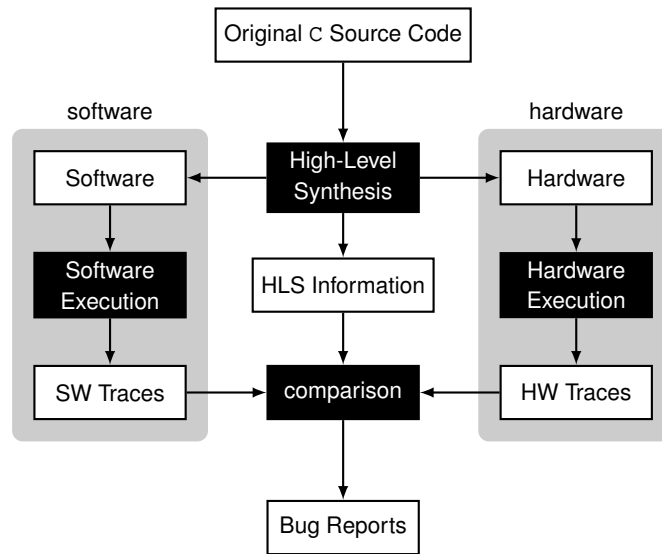 Original C Source Code
software
hardware
High-Level
Synthesis
Software
Hardware
Software
Execution
HLS Information
Hardware
Execution
SW Traces
comparison
HW Traces
Bug Reports